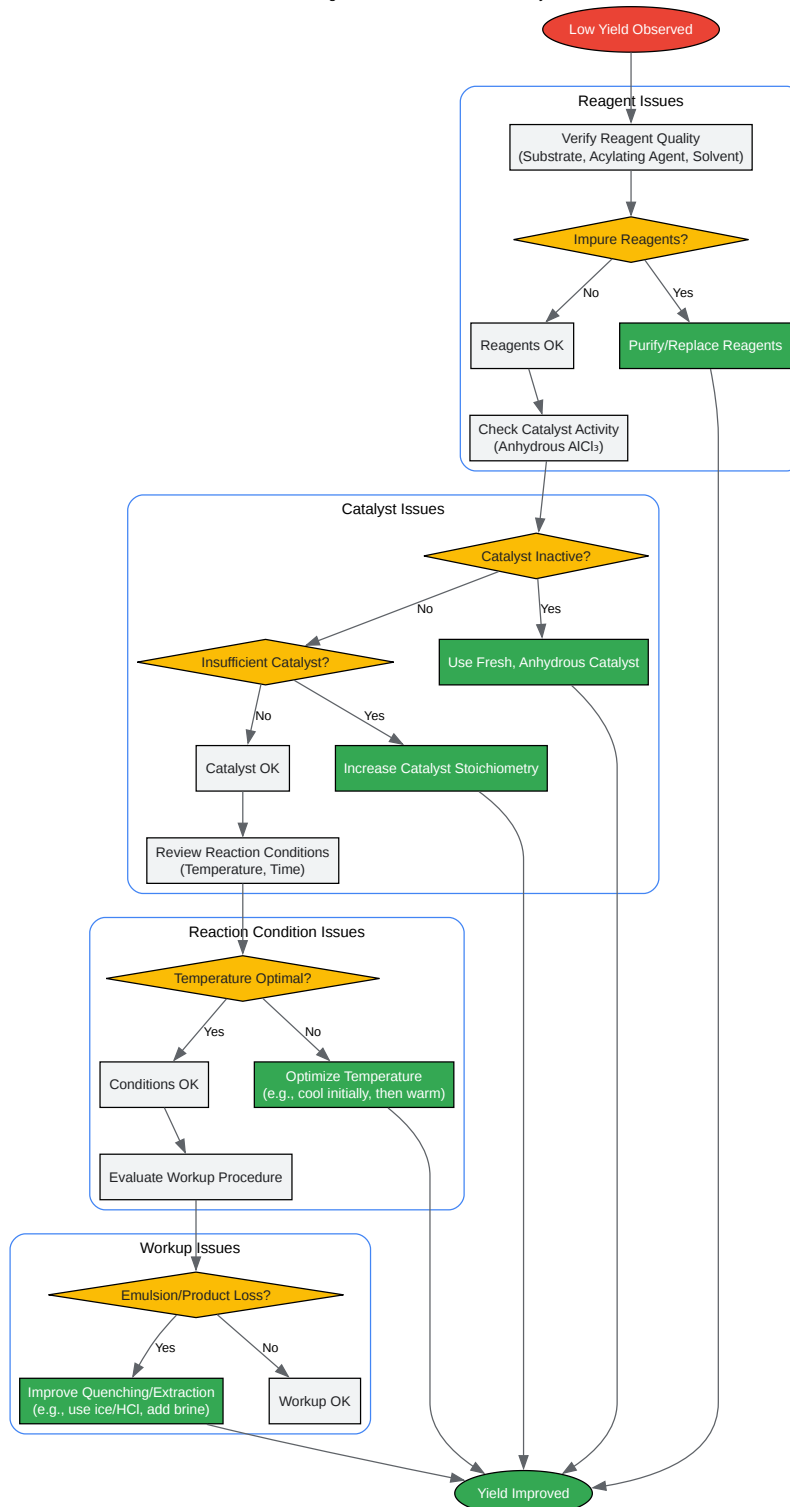 Low Yield Observed
Reagent Issues
Verify Reagent Quality
(Substrate, Acylating Agent, Solvent)
Impure Reagents?
No
Yes
Reagents OK
Purify/Replace Reagents
Check Catalyst Activity
(Anhydrous AlCl₃)
Catalyst Issues
Catalyst Inactive?
No
Yes
Insufficient Catalyst?
Use Fresh, Anhydrous Catalyst
No
Yes
Catalyst OK
Increase Catalyst Stoichiometry
Review Reaction Conditions
(Temperature, Time)
Reaction Condition Issues
Temperature Optimal?
Yes
No
Conditions OK
Optimize Temperature
(e.g., cool initially, then warm)
Evaluate Workup Procedure
Workup Issues
Emulsion/Product Loss?
Yes
No
Improve Quenching/Extraction
(e.g., use ice/HCl, add brine)
Workup OK
Yield Improved